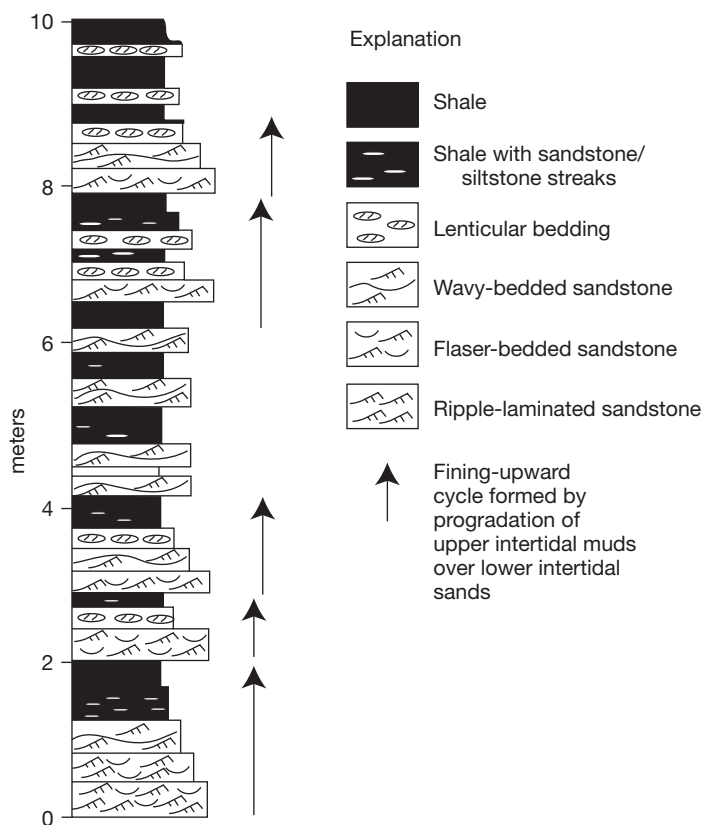 10
8
6
4
2
0
meters
Explanation
Shale
Shale with sandstone/
siltstone streaks
Lenticular bedding
Wavy-bedded sandstone
Flaser-bedded sandstone
Ripple-laminated sandstone
Fining-upward
cycle formed by
progradation of
upper intertidal muds
over lower intertidal
sands